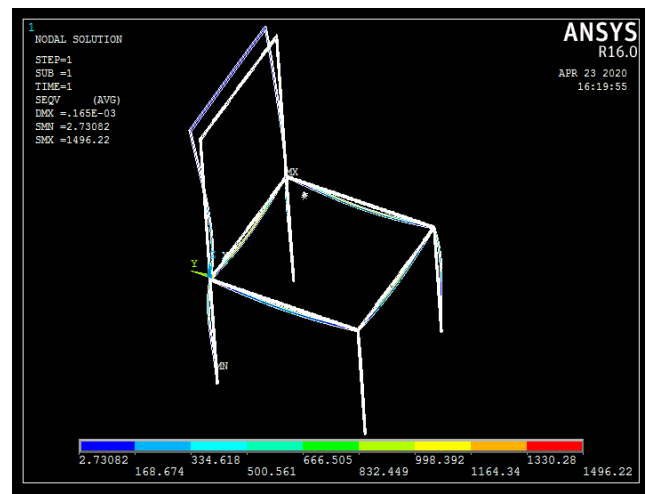 1
NODAL SOLUTION
STEP=1
SUB =1
TIME=1
SEQV (AVG)
DMX =.165E-03
SMN =2.73082
SMX =1496.22
ANSYS
R16.0
APR 23 2020
16:19:55
MX
Y
MN
2.73082 334.618 666.505 998.392 1330.28
168.674 500.561 832.449 1164.34 1496.22